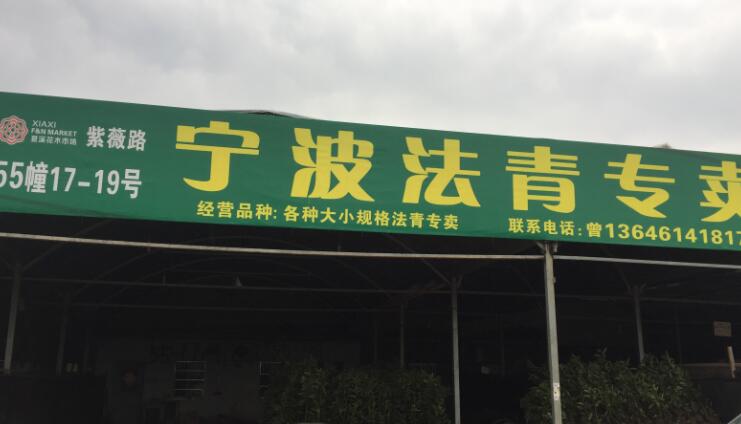 XIAXI
F&N MARKET
夏溪花木市场
紫薇路
55幢17-19号
宁波法青专卖
经营品种:各种大小规格法青专卖
联系电话:曾13646141817